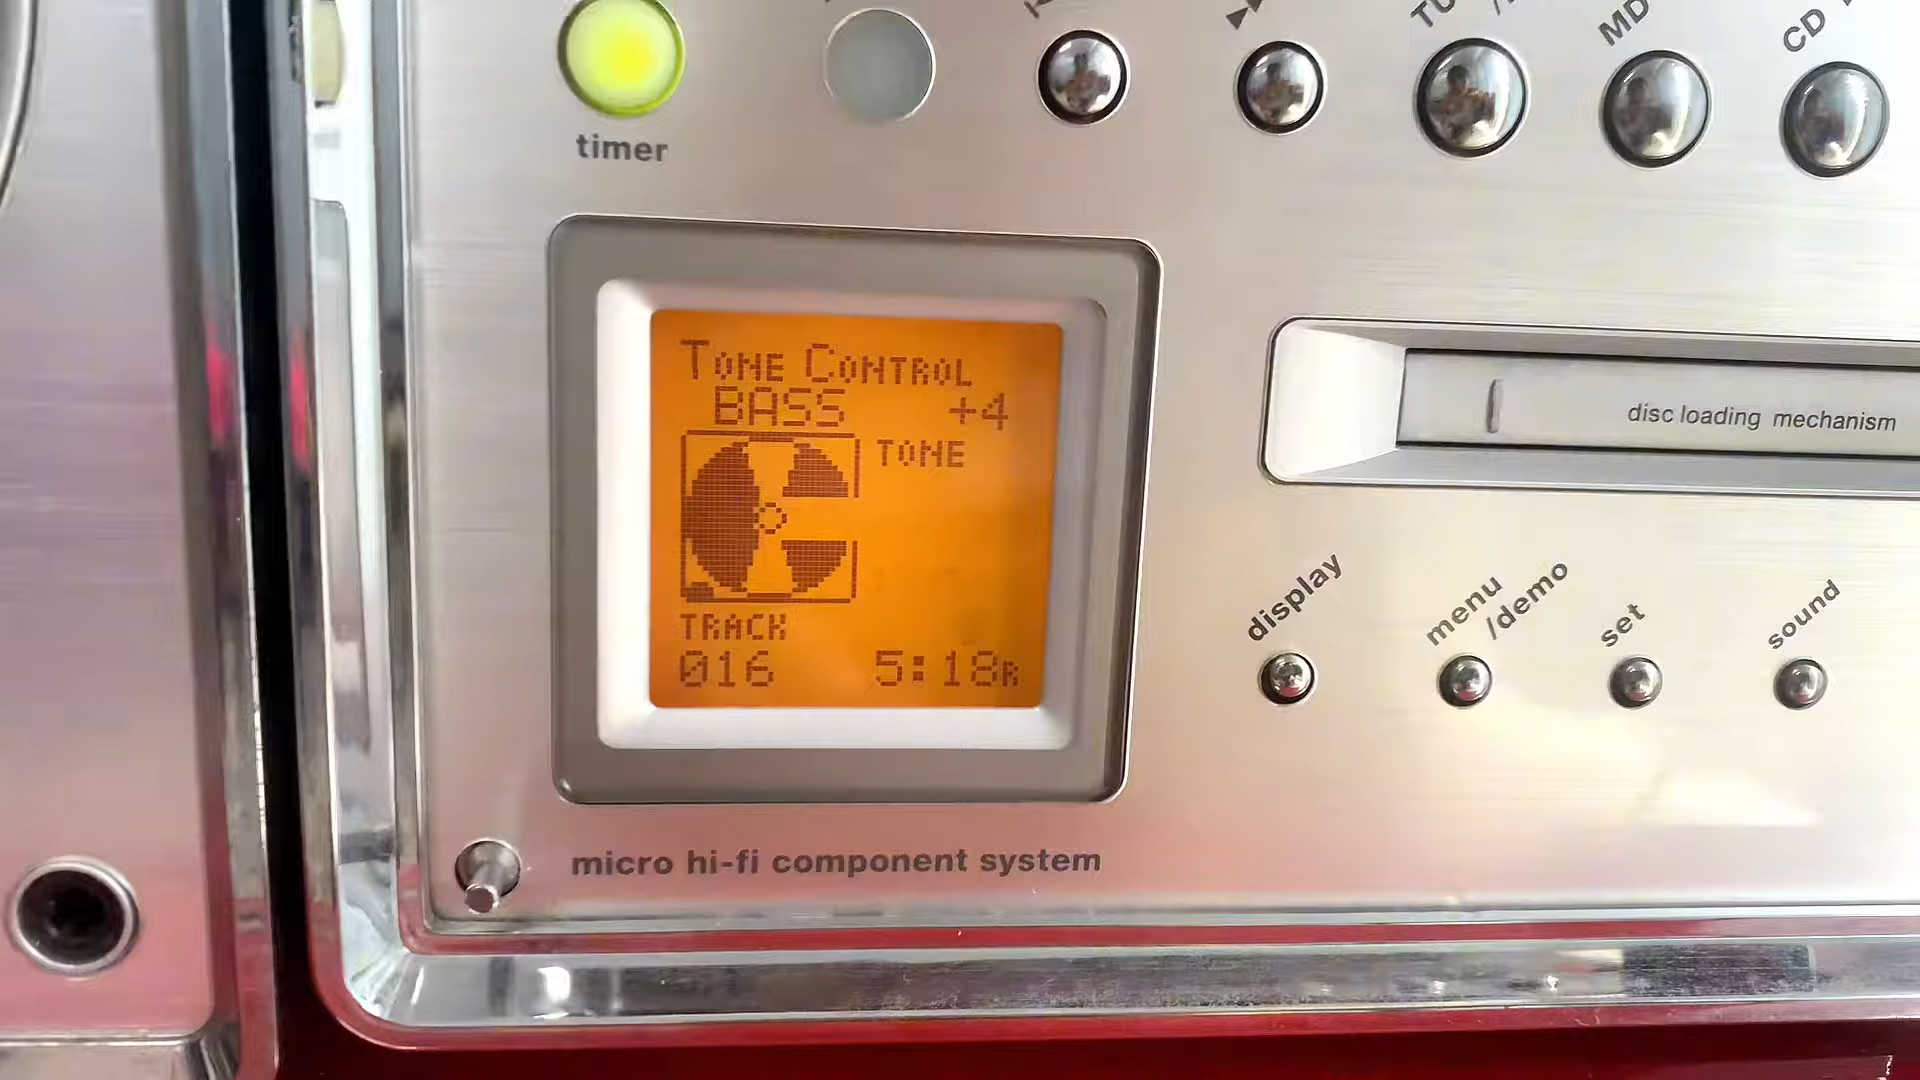 MD
CD
timer
Tone Control
BASS +4
TONE
TRACK
016 5:18R
disc loading mechanism
display
menu
/demo
set
sound
micro hi-fi component system